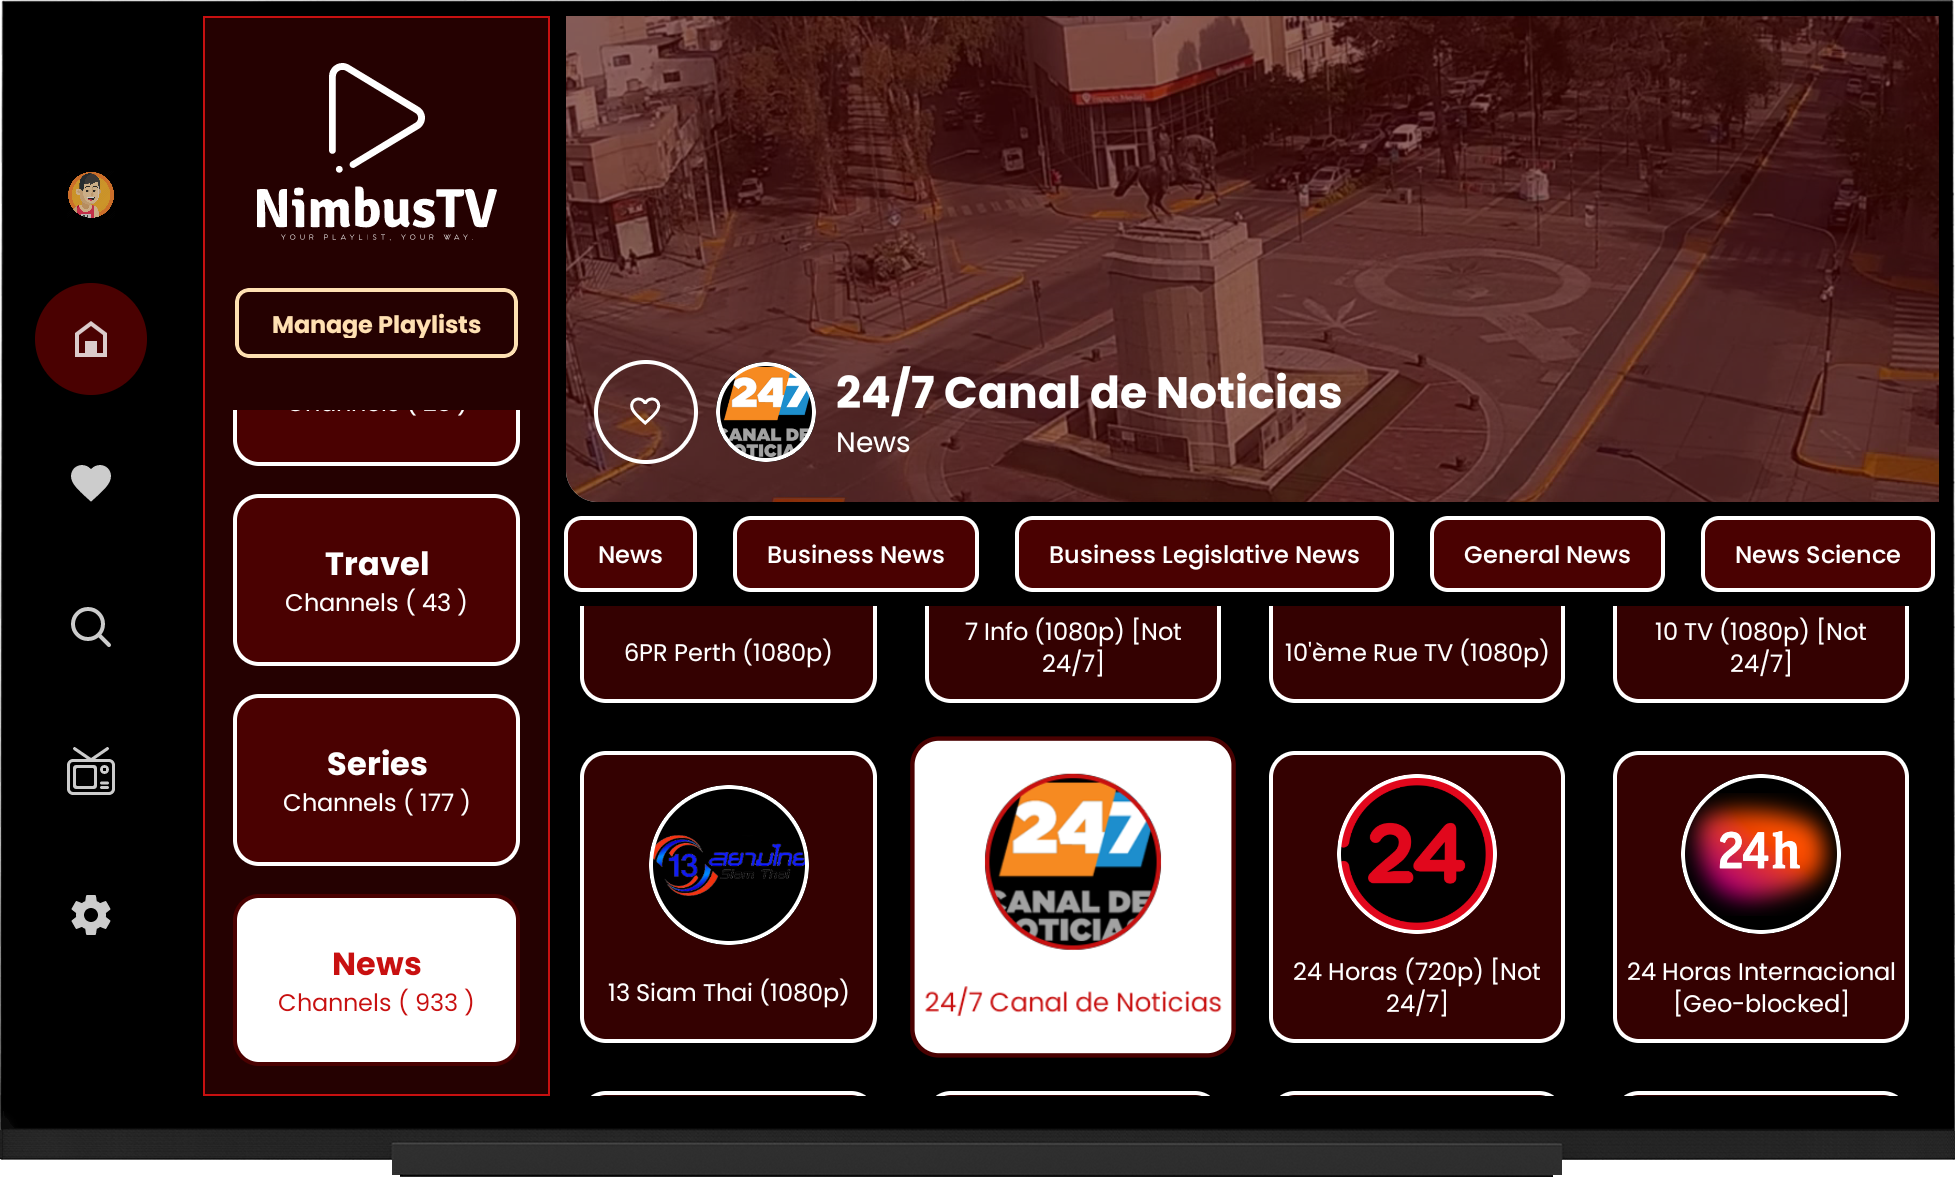 NimbusTV
YOUR PLAYLIST, YOUR WAY.
Manage Playlists
Travel
Channels ( 43 )
Series
Channels ( 177 )
News
Channels ( 933 )
247
CANAL DE
NOTICIAS
24/7 Canal de Noticias
News
News
Business News
Business Legislative News
General News
News Science
6PR Perth (1080p)
7 Info (1080p) [Not
24/7]
10'ème Rue TV (1080p)
10 TV (1080p) [Not
24/7]
13 สยามไทย
Siam Thai
13 Siam Thai (1080p)
247
CANAL DE
NOTICIAS
24/7 Canal de Noticias
24
24 Horas (720p) [Not
24/7]
24h
24 Horas Internacional
[Geo-blocked]